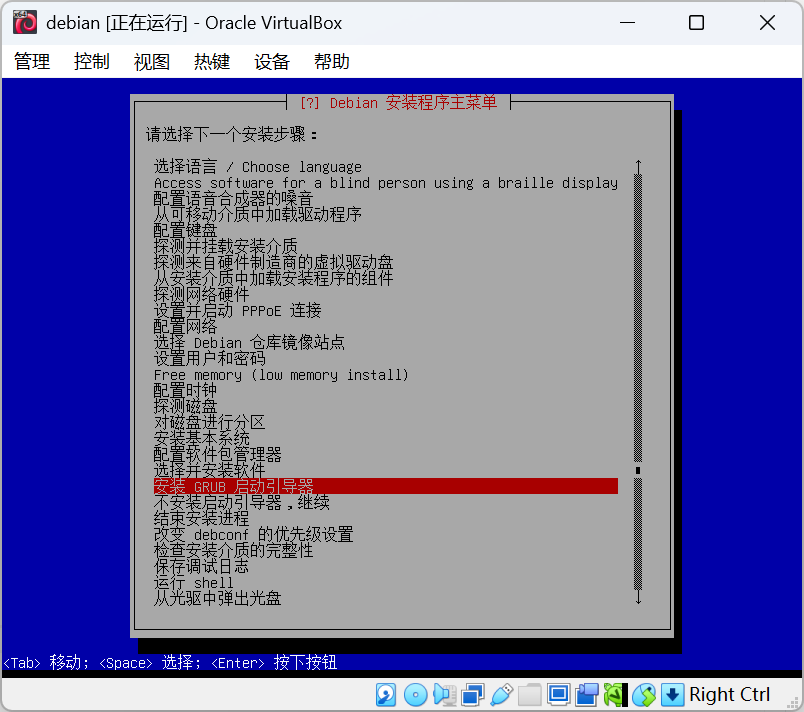 debian [正在运行] - Oracle VirtualBox
管理 控制 视图 热键 设备 帮助
[?] Debian 安装程序主菜单
请选择下一个安装步骤：
选择语言 / Choose language
Access software for a blind person using a braille display
配置语音合成器的嗓音
从可移动介质中加载驱动程序
配置键盘
探测并挂载安装介质
探测来自硬件制造商的虚拟驱动盘
从安装介质中加载安装程序的组件
探测网络硬件
设置并启动 PPPoE 连接
配置网络
选择 Debian 仓库镜像站点
设置用户和密码
Free memory (low memory install)
配置时钟
探测磁盘
对磁盘进行分区
安装基本系统
配置软件包管理器
选择并安装软件
安装 GRUB 启动引导器
不安装启动引导器，继续
结束安装进程
改变 debconf 的优先级设置
检查安装介质的完整性
保存调试日志
运行 shell
从光驱中弹出光盘
<Tab> 移动; <Space> 选择; <Enter> 按下按钮
Right Ctrl